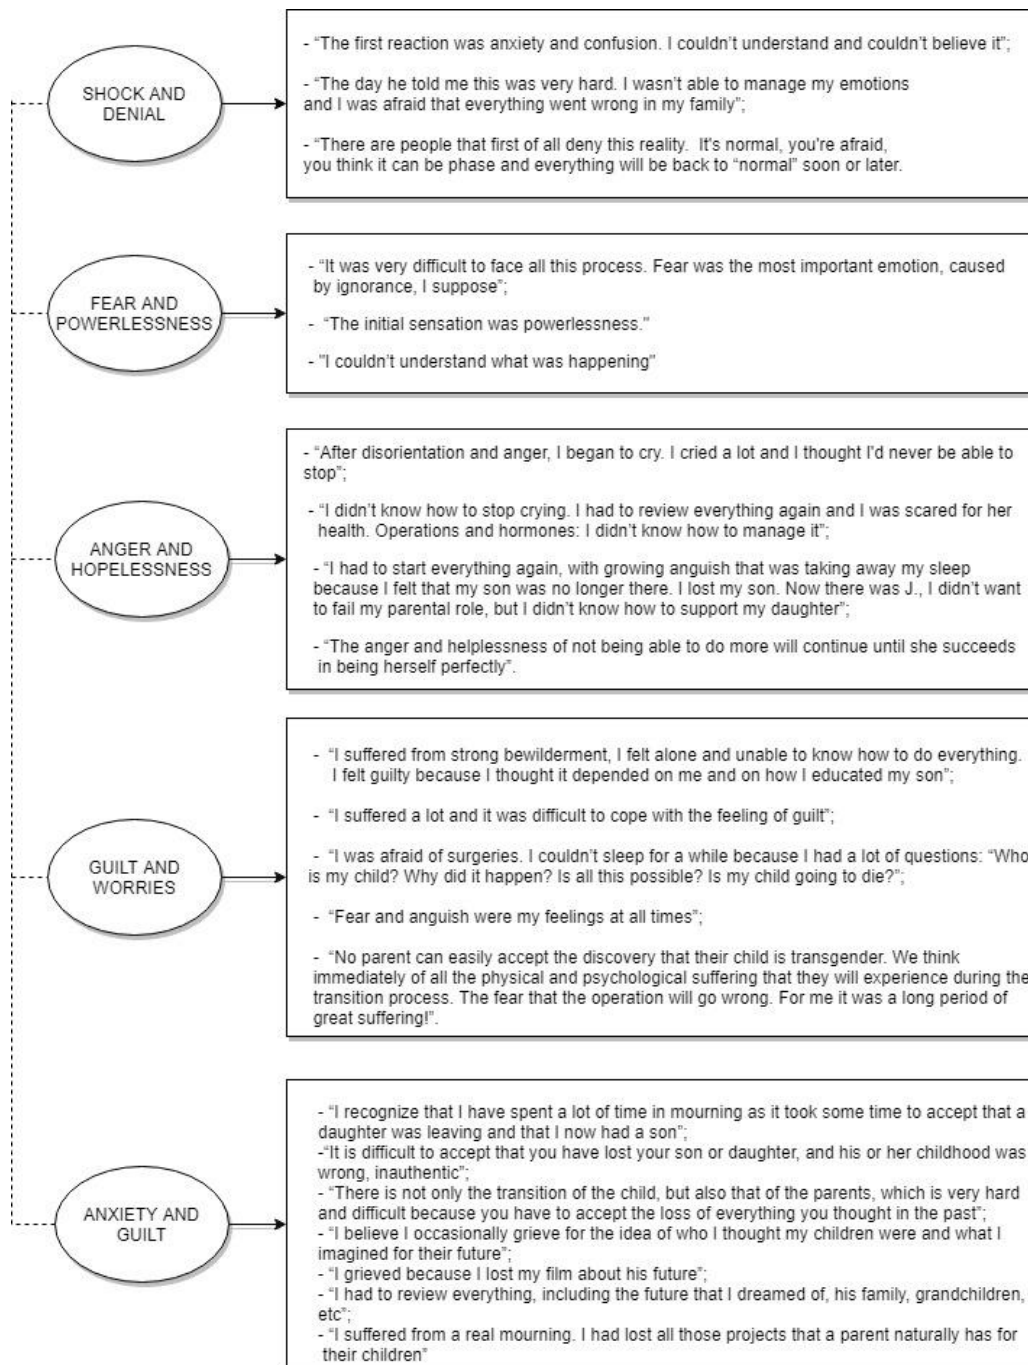 SHOCK AND
DENIAL
- “The first reaction was anxiety and confusion. I couldn’t understand and couldn’t believe it”;
- “The day he told me this was very hard. I wasn’t able to manage my emotions
and I was afraid that everything went wrong in my family”;
- “There are people that first of all deny this reality.  It's normal, you're afraid,
you think it can be phase and everything will be back to “normal” soon or later.
FEAR AND
POWERLESSNESS
- “It was very difficult to face all this process. Fear was the most important emotion, caused
by ignorance, I suppose”;
-  “The initial sensation was powerlessness."
- "I couldn’t understand what was happening"
ANGER AND
HOPELESSNESS
- “After disorientation and anger, I began to cry. I cried a lot and I thought I'd never be able to
stop”;
- “I didn’t know how to stop crying. I had to review everything again and I was scared for her
health. Operations and hormones: I didn’t know how to manage it”;
- “I had to start everything again, with growing anguish that was taking away my sleep
because I felt that my son was no longer there. I lost my son. Now there was J., I didn’t want
to fail my parental role, but I didn’t know how to support my daughter”;
- “The anger and helplessness of not being able to do more will continue until she succeeds
in being herself perfectly”.
GUILT AND
WORRIES
-  “I suffered from strong bewilderment, I felt alone and unable to know how to do everything.
I felt guilty because I thought it depended on me and on how I educated my son”;
-  “I suffered a lot and it was difficult to cope with the feeling of guilt”;
- “I was afraid of surgeries. I couldn’t sleep for a while because I had a lot of questions: “Who
is my child? Why did it happen? Is all this possible? Is my child going to die?”;
-  “Fear and anguish were my feelings at all times”;
- “No parent can easily accept the discovery that their child is transgender. We think
immediately of all the physical and psychological suffering that they will experience during the
transition process. The fear that the operation will go wrong. For me it was a long period of
great suffering!”.
ANXIETY AND
GUILT
- “I recognize that I have spent a lot of time in mourning as it took some time to accept that a
daughter was leaving and that I now had a son”;
-“It is difficult to accept that you have lost your son or daughter, and his or her childhood was
wrong, inauthentic”;
- “There is not only the transition of the child, but also that of the parents, which is very hard
and difficult because you have to accept the loss of everything you thought in the past”;
- “I believe I occasionally grieve for the idea of who I thought my children were and what I
imagined for their future”;
- “I grieved because I lost my film about his future”;
- “I had to review everything, including the future that I dreamed of, his family, grandchildren,
etc”;
- “I suffered from a real mourning. I had lost all those projects that a parent naturally has for
their children”